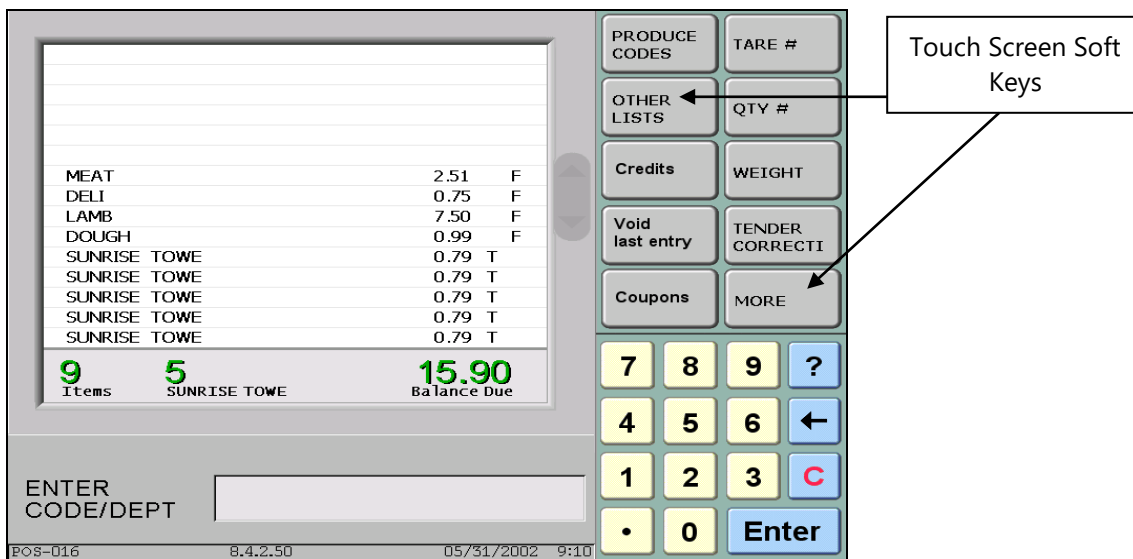 MEAT 2.51 F
DELI 0.75 F
LAMB 7.50 F
DOUGH 0.99 F
SUNRISE TOWE 0.79 T
SUNRISE TOWE 0.79 T
SUNRISE TOWE 0.79 T
SUNRISE TOWE 0.79 T
SUNRISE TOWE 0.79 T
9 5 15.90
Items SUNRISE TOWE Balance Due
ENTER
CODE/DEPT
POS-016 8.4.2.50 05/31/2002 9:10
PRODUCE
CODES
TARE #
OTHER
LISTS
QTY #
Credits
WEIGHT
Void
last entry
TENDER
CORRECTI
Coupons
MORE
7 8 9 ?
4 5 6 ←
1 2 3 C
• 0 Enter
Touch Screen Soft
Keys